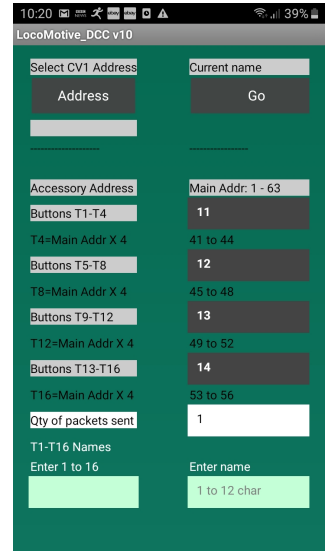 10:20 39%
LocoMotive_DCC v10
Select CV1 Address Current name
Address Go
-------------------- -----------------
Accessory Address Main Addr: 1 - 63
Buttons T1-T4 11
T4=Main Addr X 4 41 to 44
Buttons T5-T8 12
T8=Main Addr X 4 45 to 48
Buttons T9-T12 13
T12=Main Addr X 4 49 to 52
Buttons T13-T16 14
T16=Main Addr X 4 53 to 56
Qty of packets sent 1
T1-T16 Names
Enter 1 to 16 Enter name
1 to 12 char